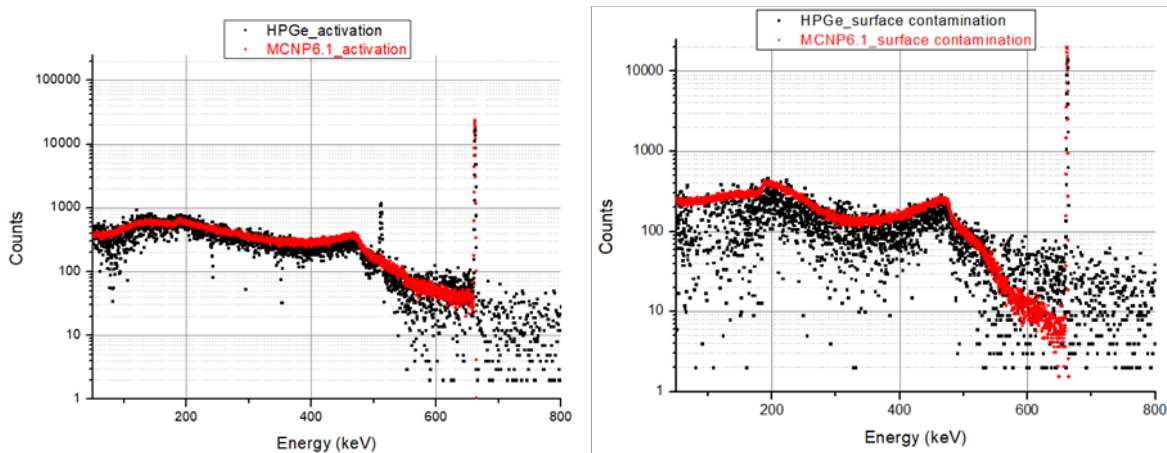 HPGe_activation
MCNP6.1_activation
100000
10000
1000
100
10
1
Counts
200
400
600
800
Energy (keV)
HPGe_surface contamination
MCNP6.1_surface contamination
10000
1000
100
10
1
Counts
200
400
600
800
Energy (keV)